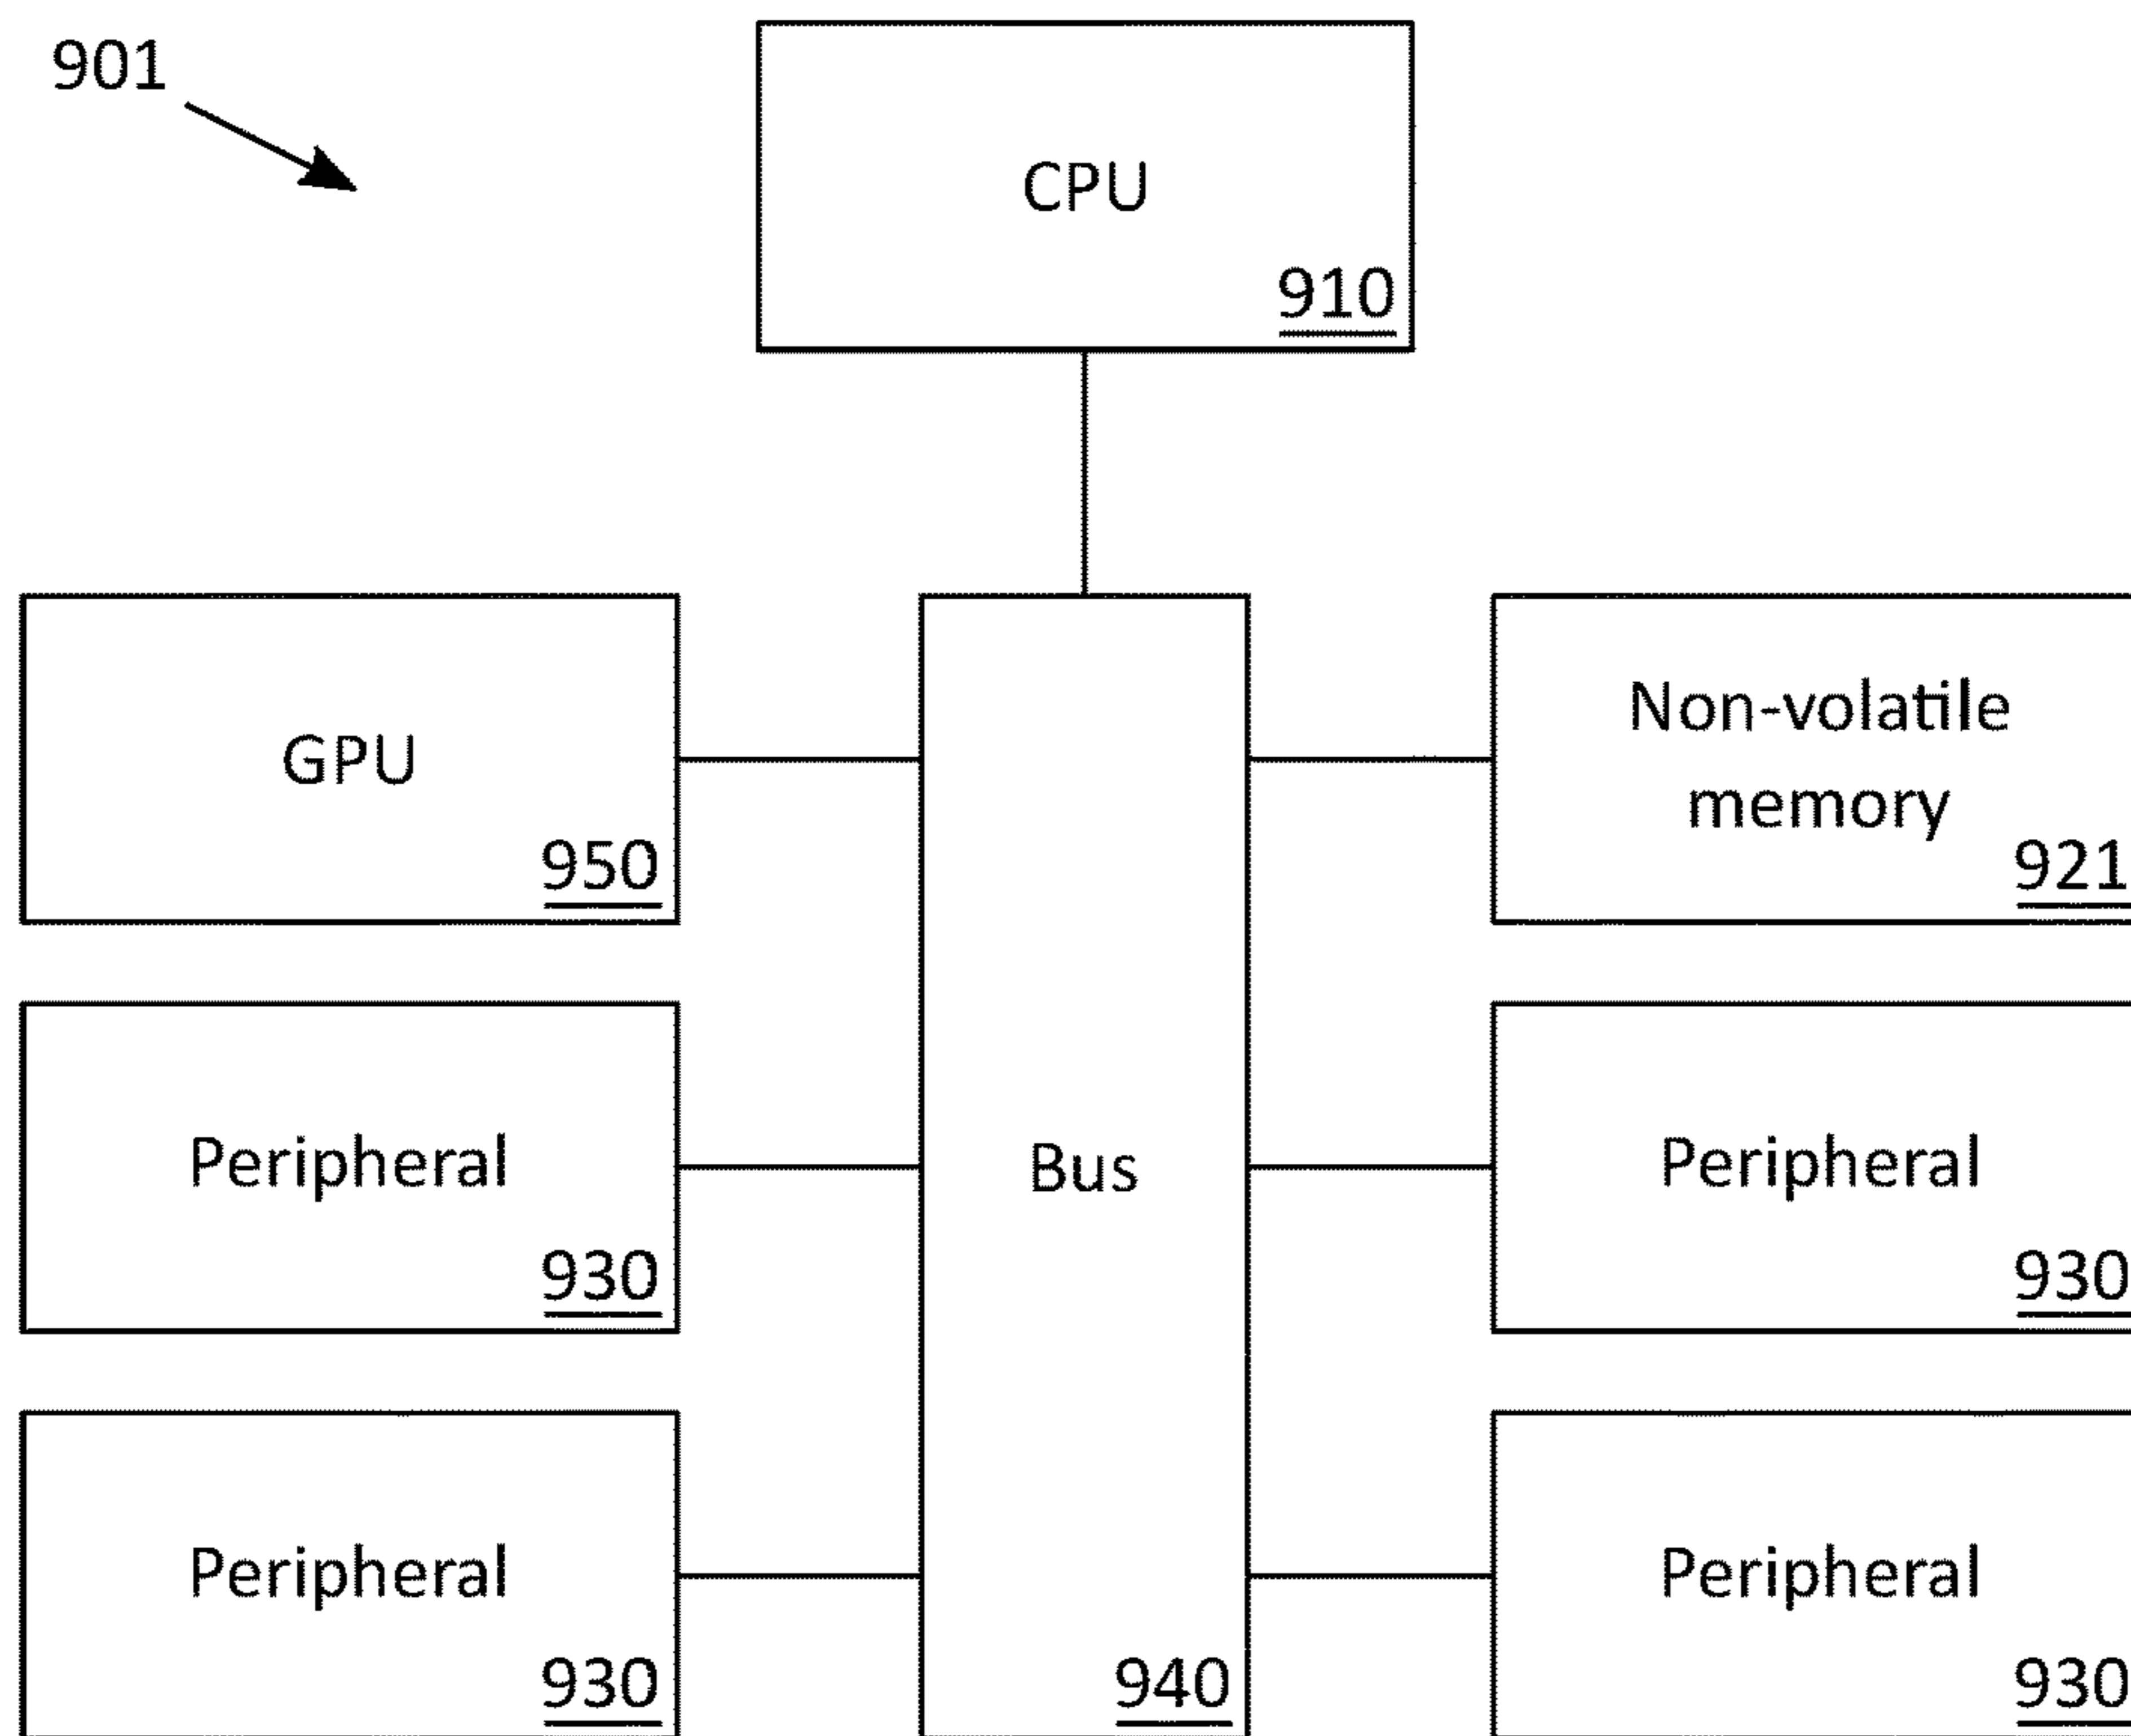 901
CPU
910
GPU
950
Non-volatile
memory
921
Peripheral
930
Bus
940
Peripheral
930
Peripheral
930
Peripheral
930